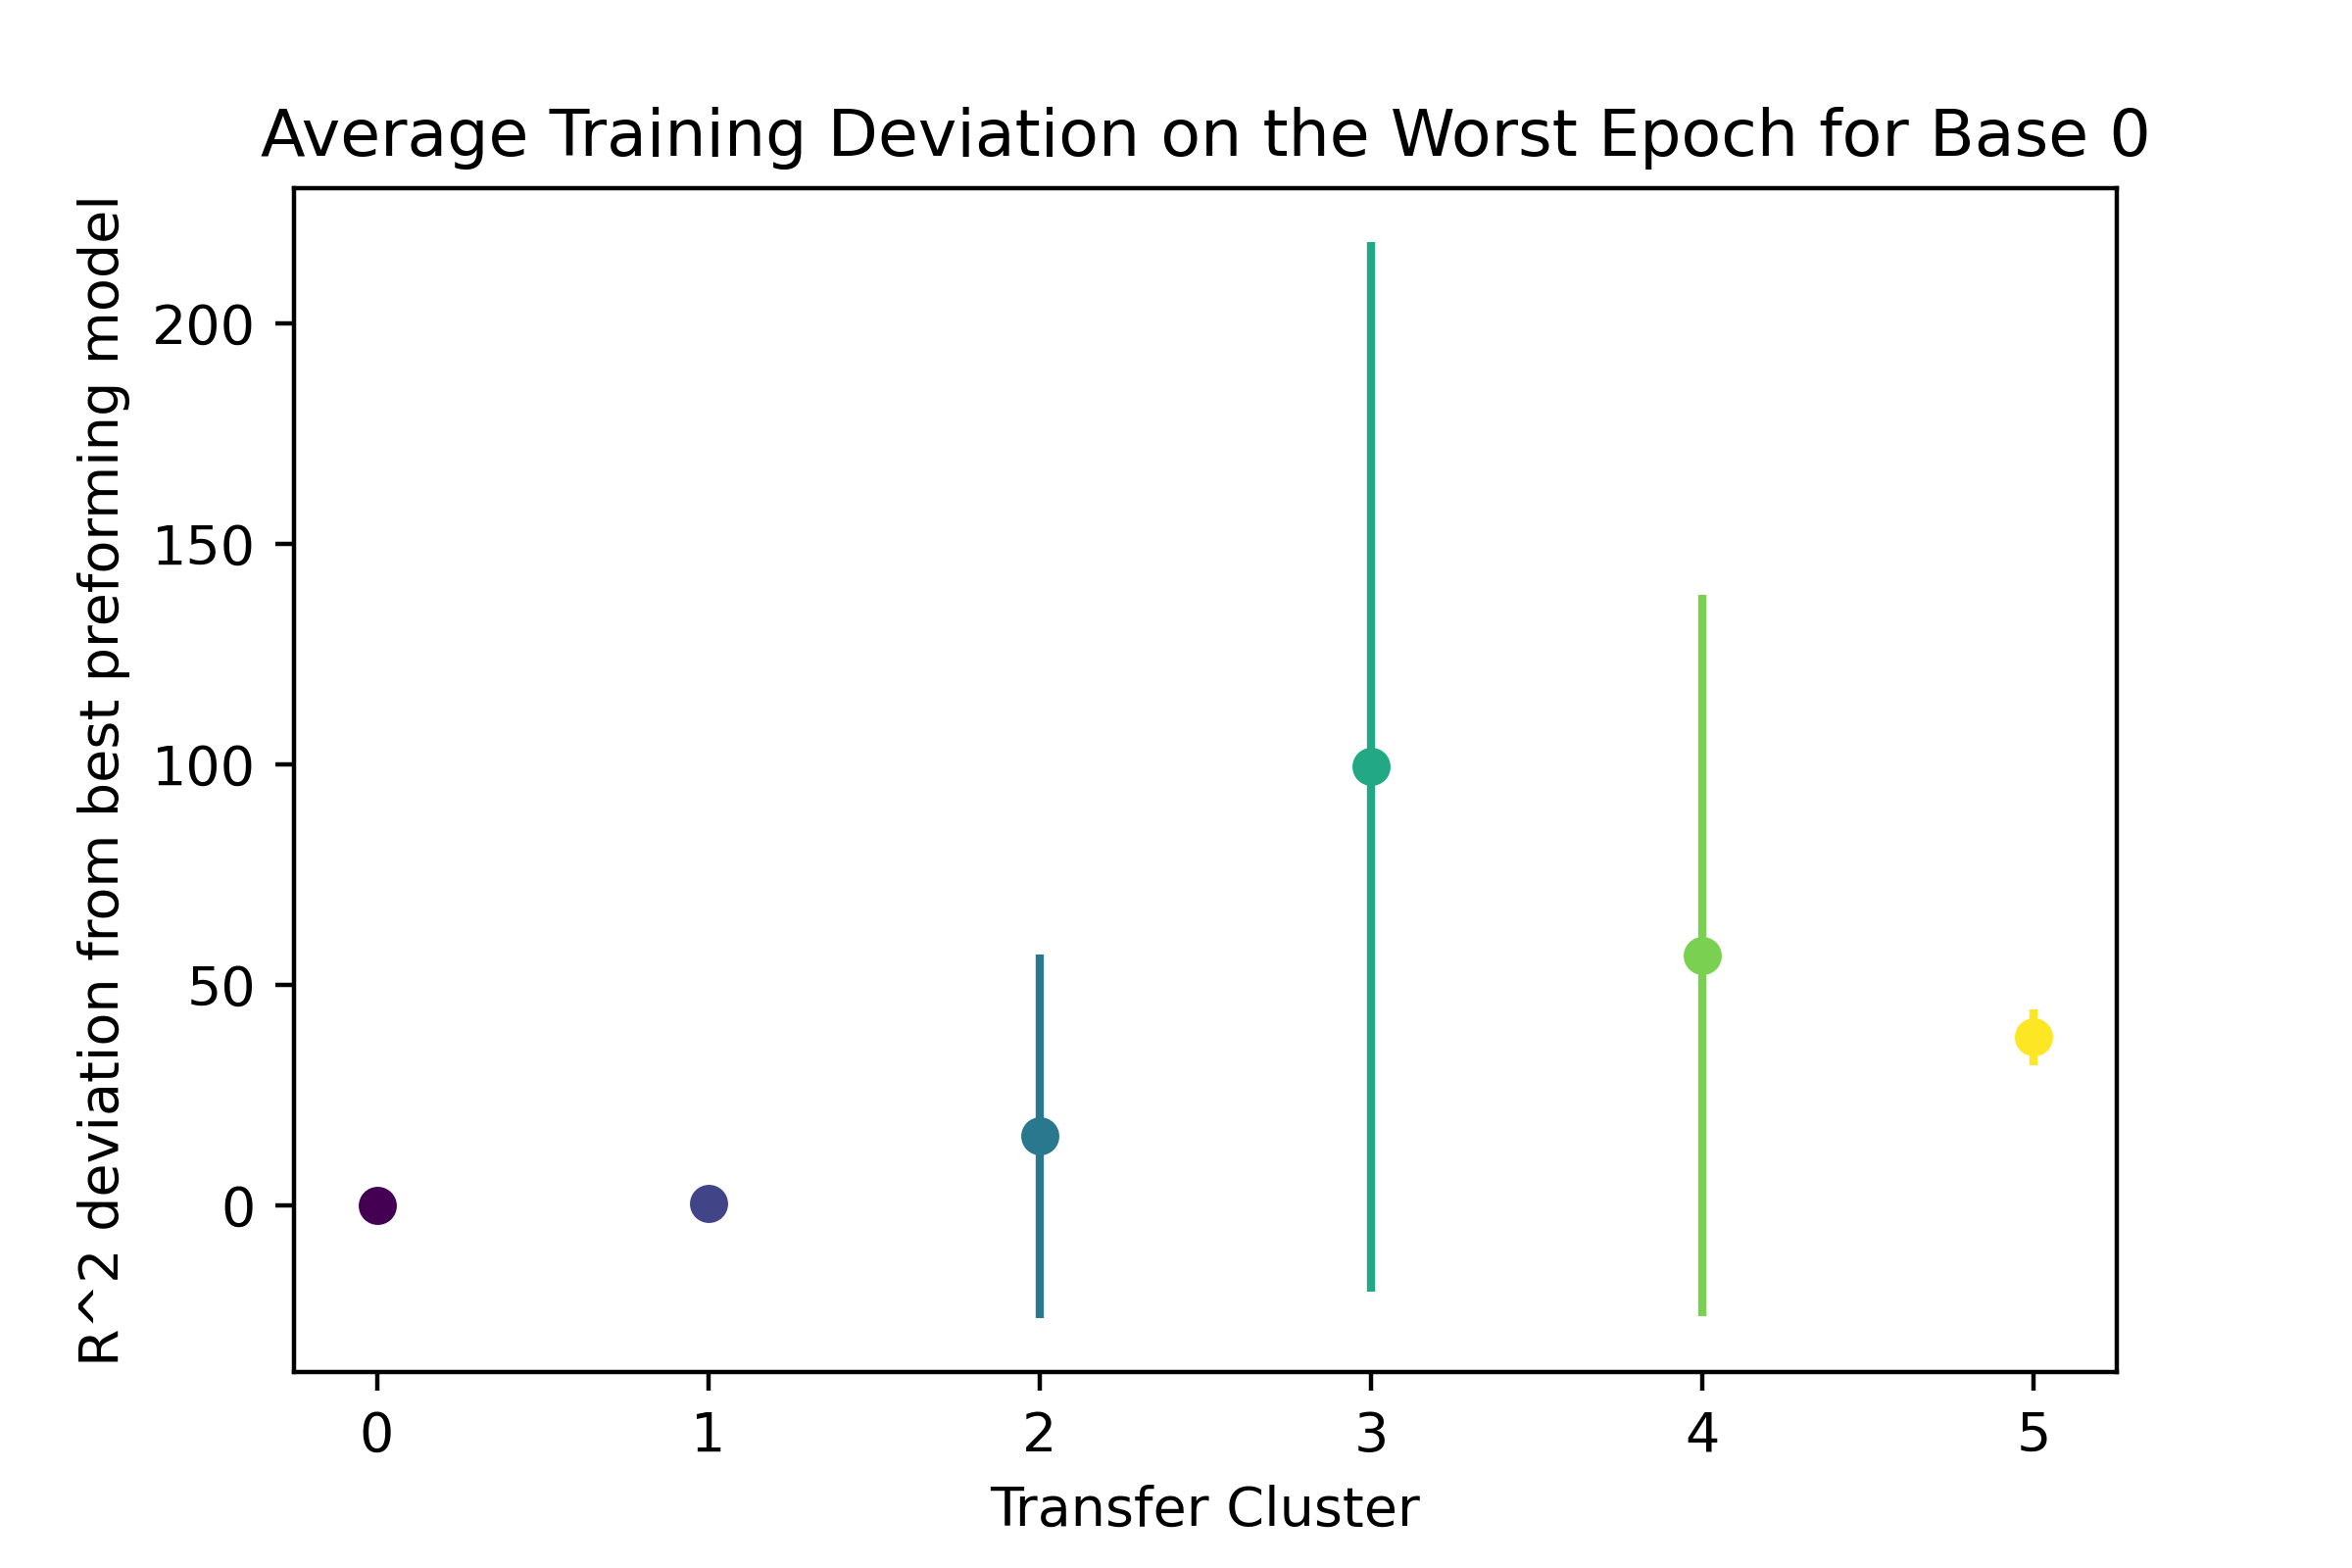 Average Training Deviation on the Worst Epoch for Base 0
R^2 deviation from best preforming model
200
150
100
50
0
0 1 2 3 4 5
Transfer Cluster